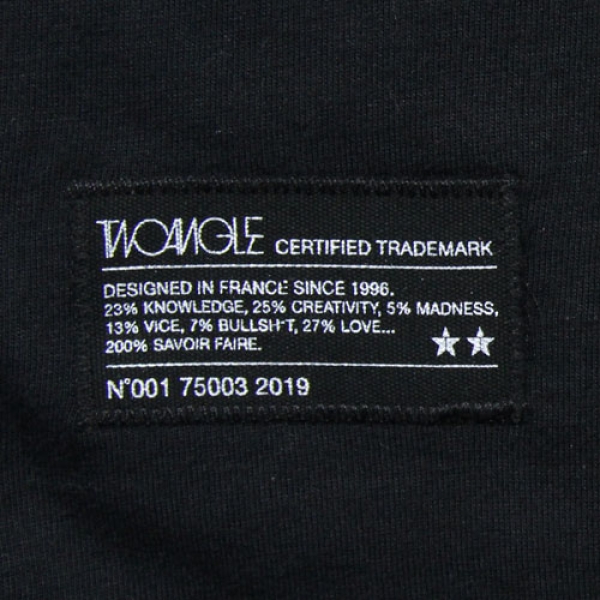 TWOANGLE CERTIFIED TRADEMARK
DESIGNED IN FRANCE SINCE 1996.
23% KNOWLEDGE, 25% CREATIVITY, 5% MADNESS,
13% VICE, 7% BULLSH*T, 27% LOVE...
200% SAVOIR FAIRE.
N°001 75003 2019